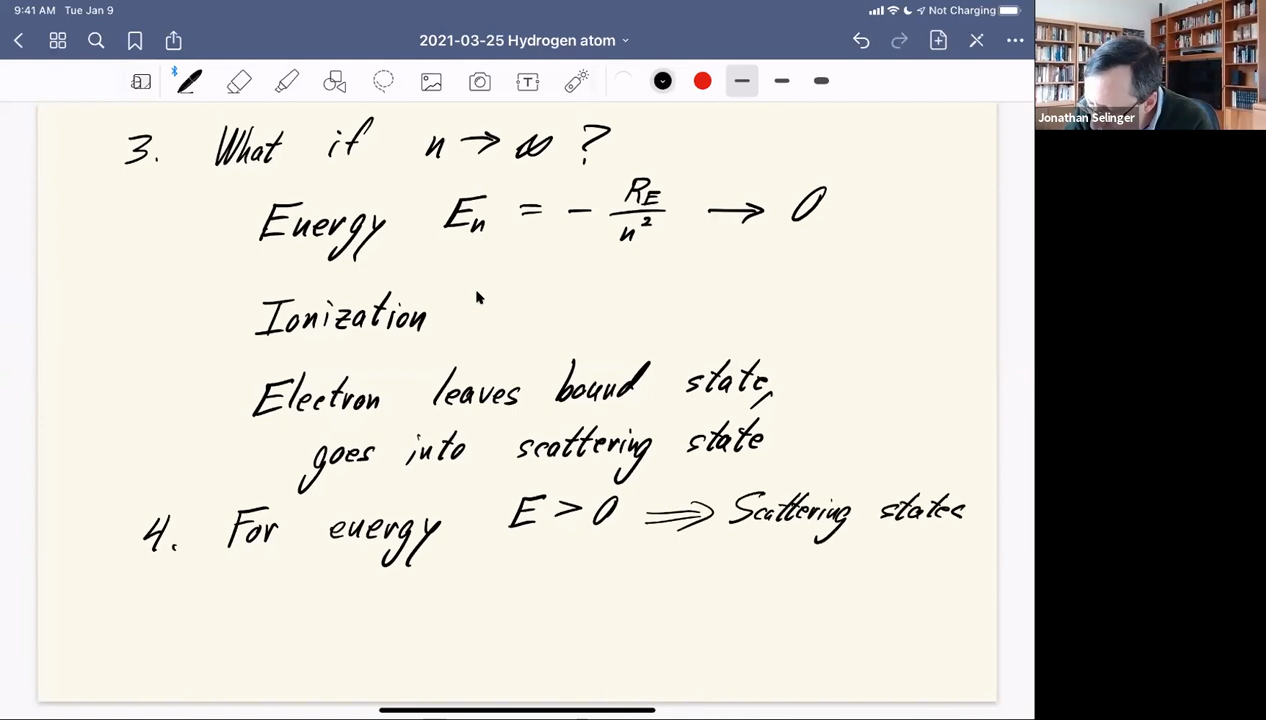 9:41 AM Tue Jan 9
Not Charging
2021-03-25 Hydrogen atom
Jonathan Selinger
3. What if n → ∞ ?
Energy E_n = - R_E / n² → 0
Ionization
Electron leaves bound state,
goes into scattering state
4. For energy E > 0 ⟹ Scattering states